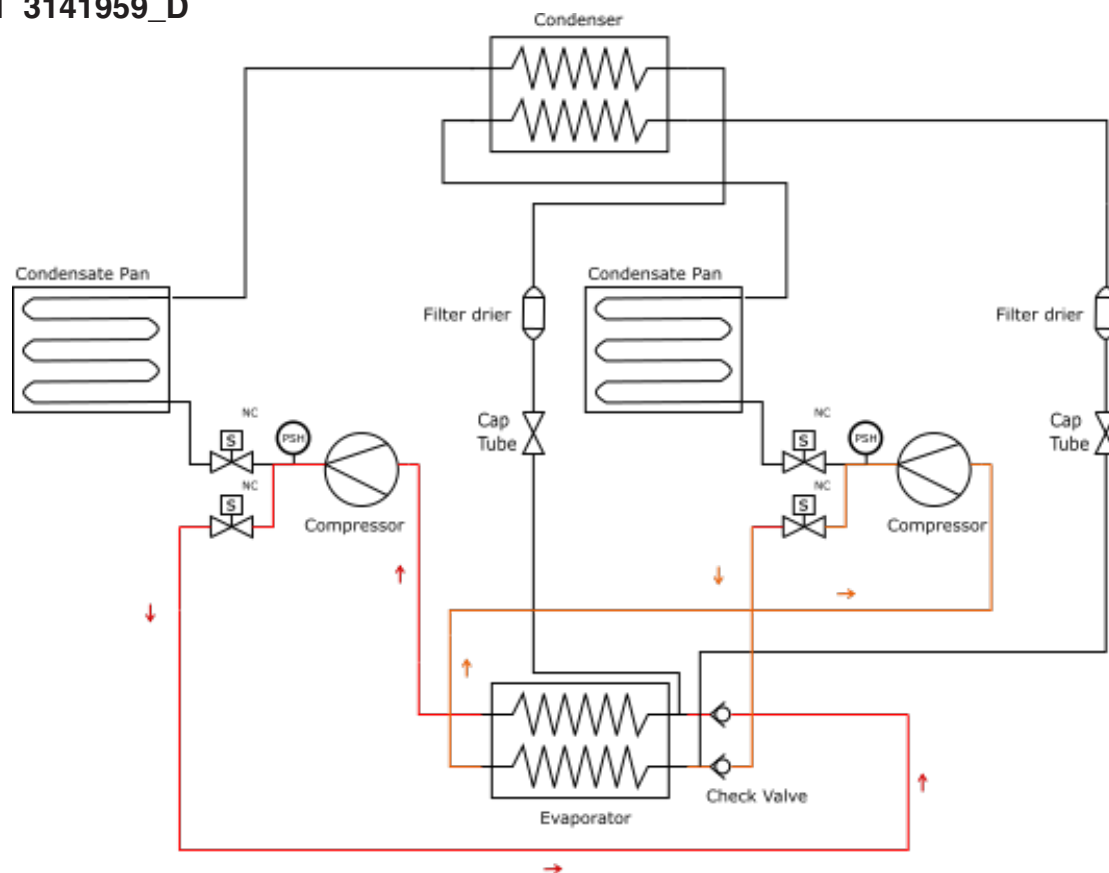 3141959_D
Condenser
Condensate Pan
Condensate Pan
Filter drier
Filter drier
Cap
Tube
Cap
Tube
NC
S
PSH
NC
S
Compressor
NC
S
PSH
NC
S
Compressor
Check Valve
Evaporator